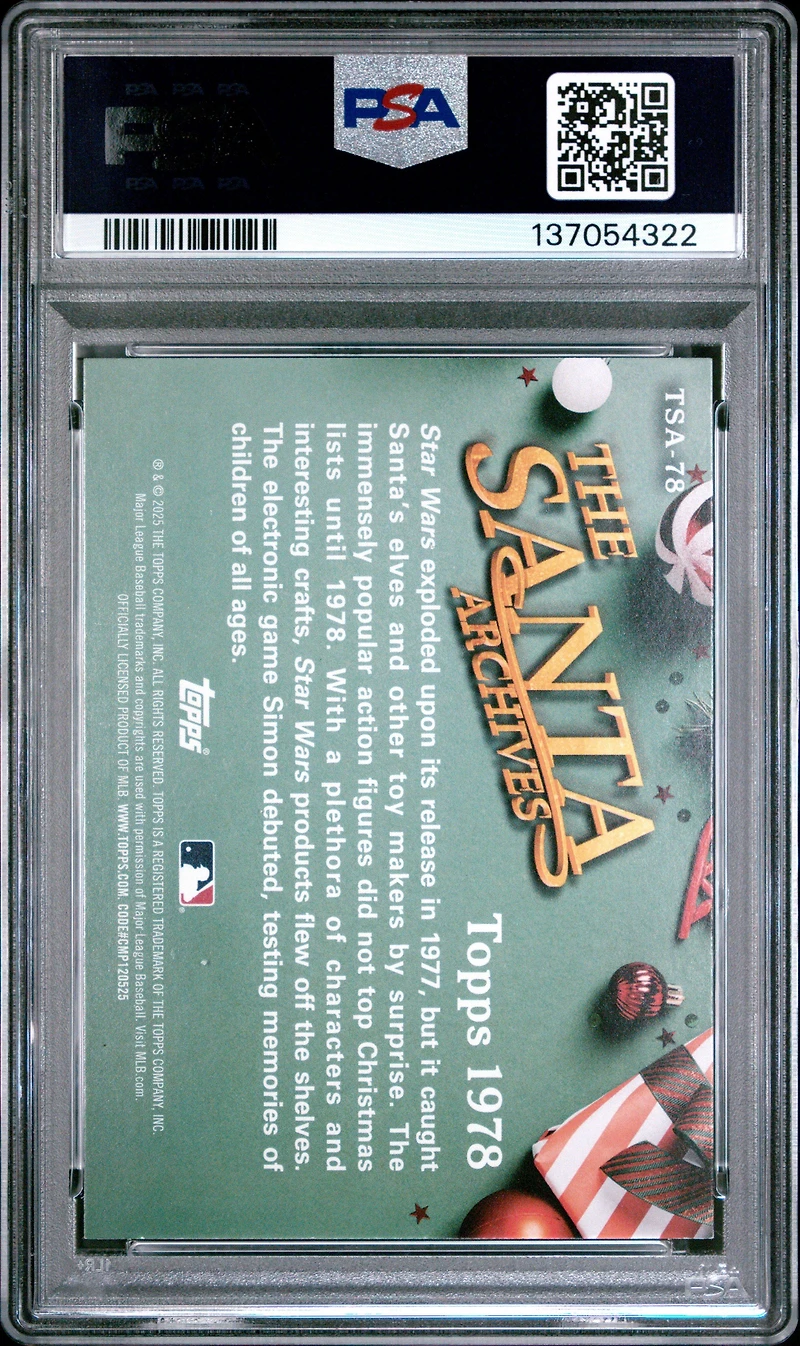 PSA
137054322
TSA-78
THE
SANTA
ARCHIVES
Topps 1978
Star Wars exploded upon its release in 1977, but it caught
Santa's elves and other toy makers by surprise. The
immensely popular action figures did not top Christmas
lists until 1978. With a plethora of characters and
interesting crafts, Star Wars products flew off the shelves.
The electronic game Simon debuted, testing memories of
children of all ages.
topps®
® & © 2025 THE TOPPS COMPANY, INC. ALL RIGHTS RESERVED. TOPPS IS A REGISTERED TRADEMARK OF THE TOPPS COMPANY, INC.
Major League Baseball trademarks and copyrights are used with permission of Major League Baseball. Visit MLB.com.
OFFICIALLY LICENSED PRODUCT OF MLB. WWW.TOPPS.COM. CODE#CMP120525